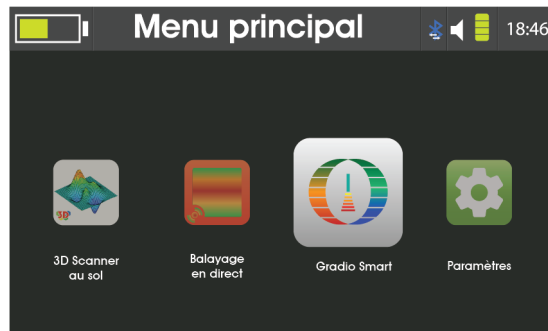 Menu principal
18:46
3D Scanner
au sol
Balayage
en direct
Gradio Smart
Paramètres